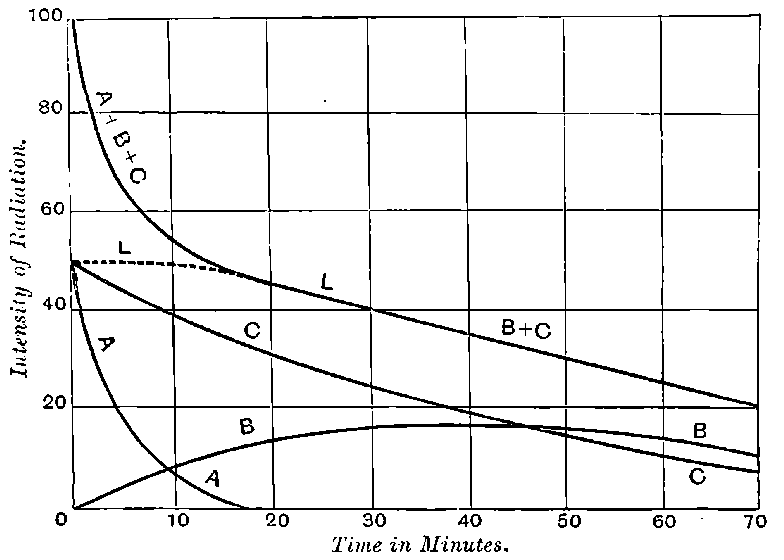 100
80
60
40
20
0
10
20
30
40
50
60
70
Intensity of Radiation.
Time in Minutes.
A+B+C
L
L
B+C
A
C
B
A
B
C